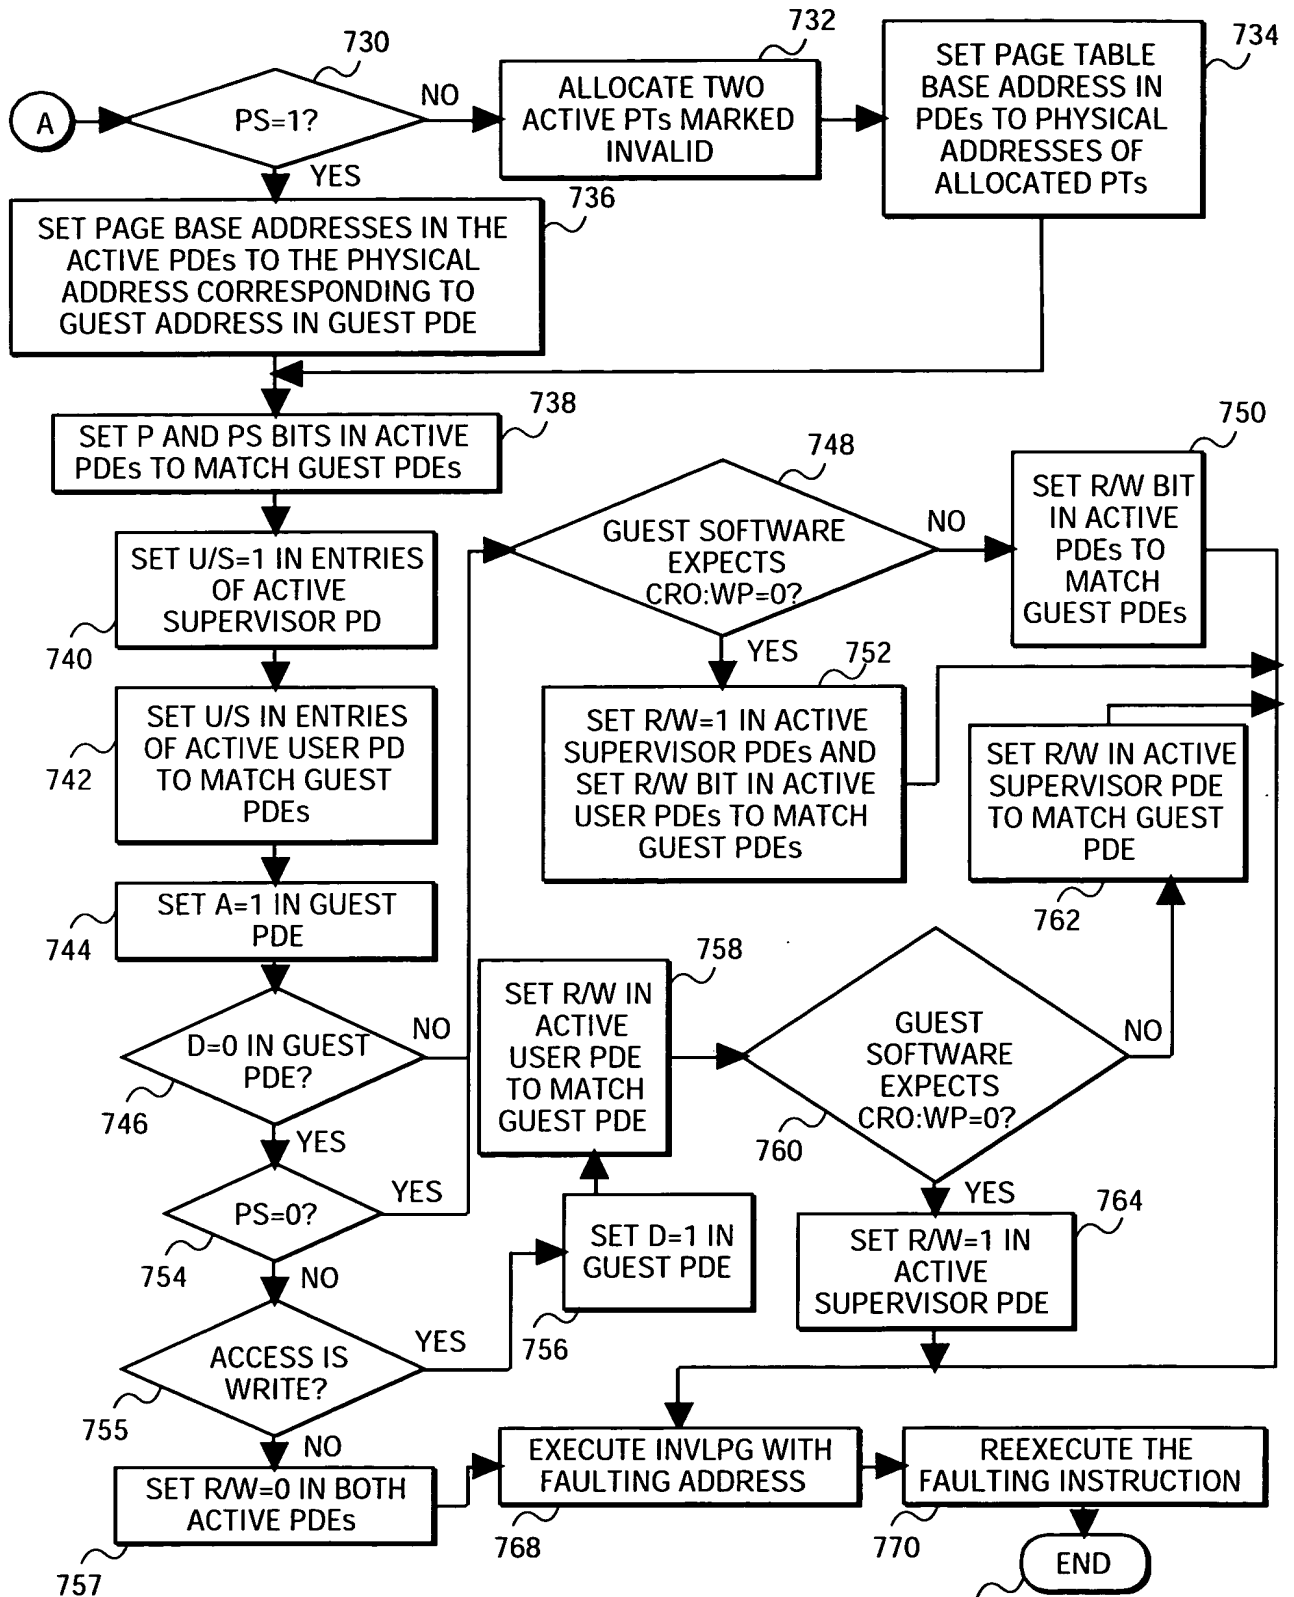 730
A
PS=1?
NO
YES
732
ALLOCATE TWO
ACTIVE PTs MARKED
INVALID
734
SET PAGE TABLE
BASE ADDRESS IN
PDEs TO PHYSICAL
ADDRESSES OF
ALLOCATED PTs
736
SET PAGE BASE ADDRESSES IN THE
ACTIVE PDEs TO THE PHYSICAL
ADDRESS CORRESPONDING TO
GUEST ADDRESS IN GUEST PDE
738
SET P AND PS BITS IN ACTIVE
PDEs TO MATCH GUEST PDEs
SET U/S=1 IN ENTRIES
OF ACTIVE
SUPERVISOR PD
740
SET U/S IN ENTRIES
OF ACTIVE USER PD
TO MATCH GUEST
PDEs
742
SET A=1 IN GUEST
PDE
744
D=0 IN GUEST
PDE?
NO
746
YES
748
GUEST SOFTWARE
EXPECTS
CRO:WP=0?
NO
YES
750
SET R/W BIT
IN ACTIVE
PDEs TO
MATCH
GUEST PDEs
752
SET R/W=1 IN ACTIVE
SUPERVISOR PDEs AND
SET R/W BIT IN ACTIVE
USER PDEs TO MATCH
GUEST PDEs
SET R/W IN ACTIVE
SUPERVISOR PDE
TO MATCH GUEST
PDE
762
PS=0?
YES
754
NO
ACCESS IS
WRITE?
YES
755
NO
SET D=1 IN
GUEST PDE
756
758
SET R/W IN
ACTIVE
USER PDE
TO MATCH
GUEST PDE
GUEST
SOFTWARE
EXPECTS
CRO:WP=0?
NO
760
YES
764
SET R/W=1 IN
ACTIVE
SUPERVISOR PDE
SET R/W=0 IN BOTH
ACTIVE PDEs
757
EXECUTE INVLPG WITH
FAULTING ADDRESS
768
REEXECUTE THE
FAULTING INSTRUCTION
770
END